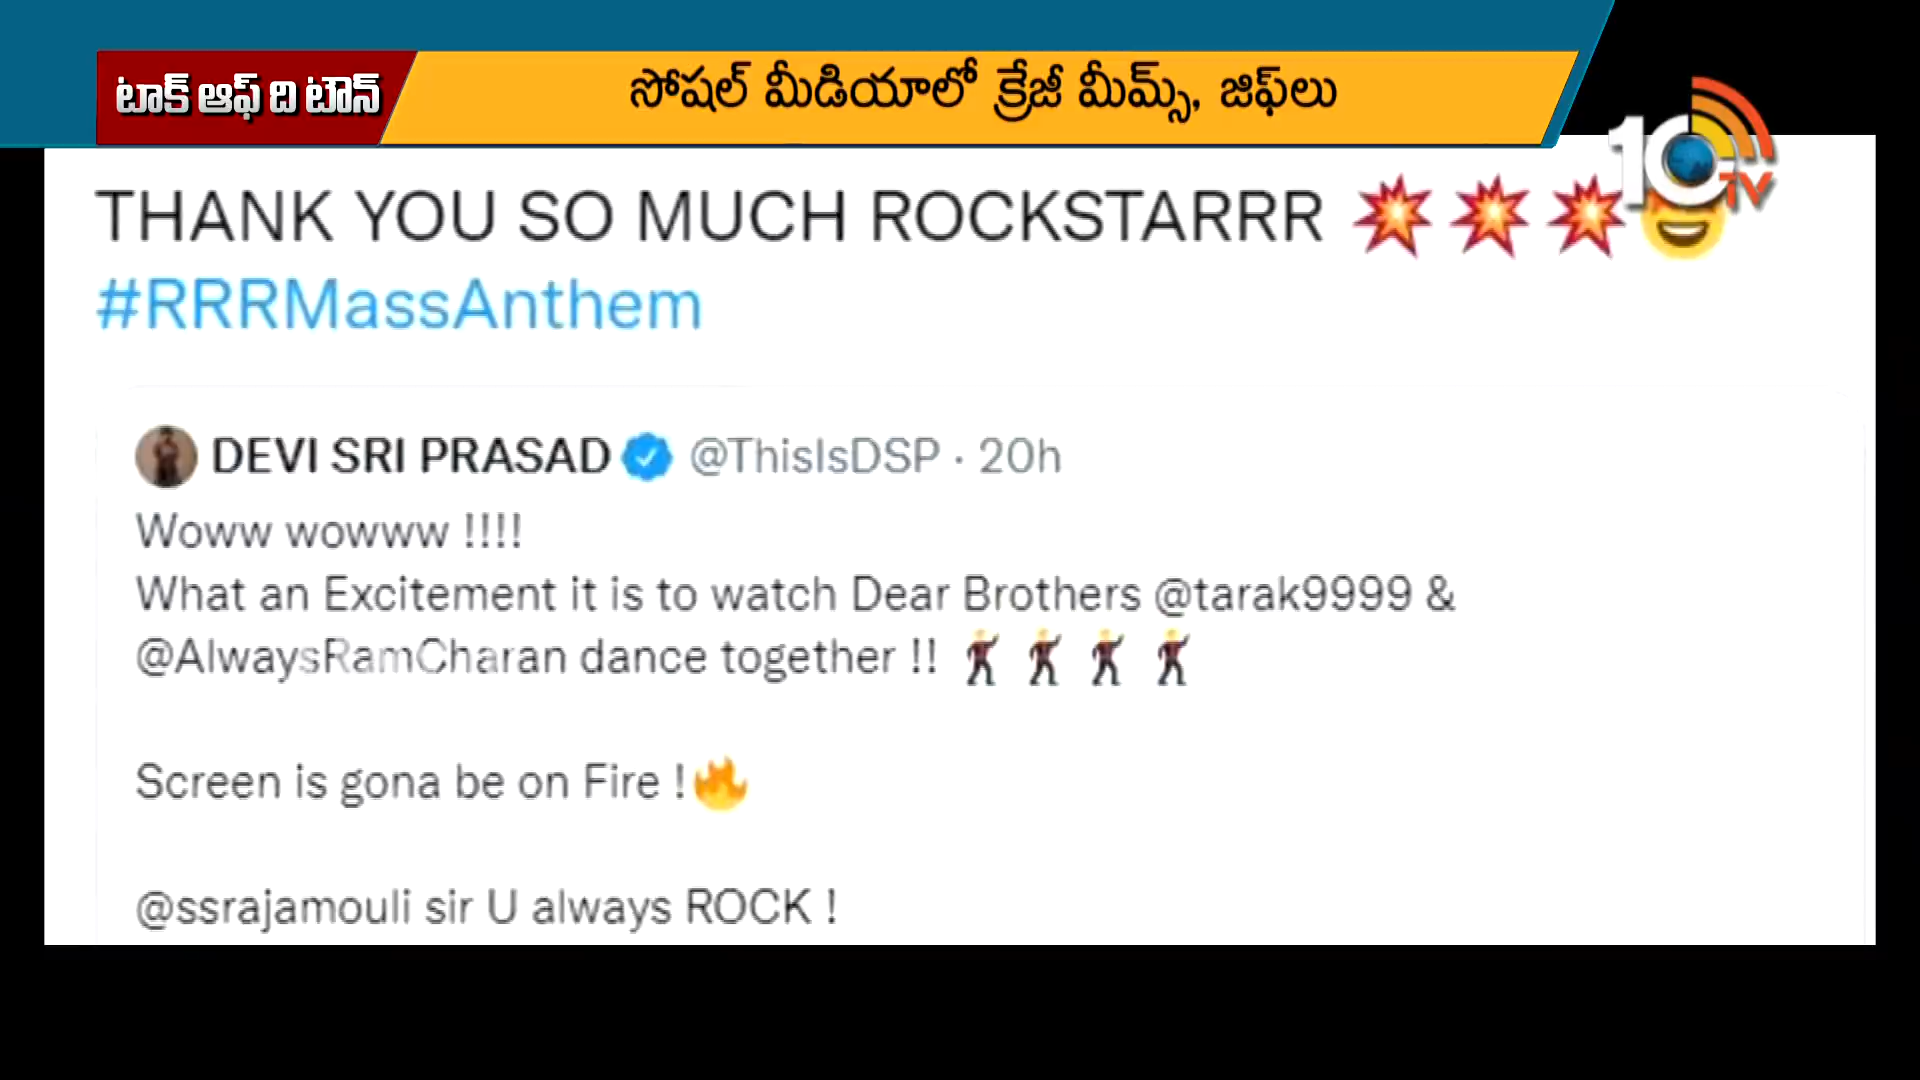 టాక్ ఆఫ్ ది టౌన్
సోషల్ మీడియాలో క్రేజీ మీమ్స్, జిఫ్‌లు
10TV
THANK YOU SO MUCH ROCKSTARRR 💥💥💥😄
#RRRMassAnthem
DEVI SRI PRASAD @ThisIsDSP · 20h
Woww wowww !!!!
What an Excitement it is to watch Dear Brothers @tarak9999 &
@AlwaysRamCharan dance together !! 🕺🕺🕺🕺
Screen is gona be on Fire !🔥
@ssrajamouli sir U always ROCK !